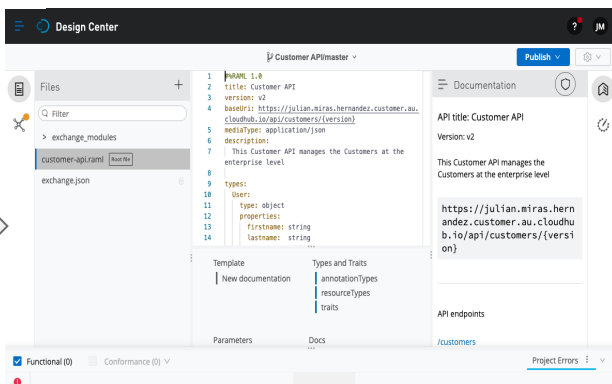 Design Center
?
JM
Customer API/master
Publish
Files
+
Filter
> exchange_modules
customer-api.raml Root file
exchange.json
1 #%RAML 1.0
2 title: Customer API
3 version: v2
4 baseUri: https://julian.miras.hernandez.customer.au.
cloudhub.io/api/customers/{version}
5 mediaType: application/json
6 description:
7 This Customer API manages the Customers at the
enterprise level
8
9 types:
10 User:
11 type: object
12 properties:
13 firstname: string
14 lastname: string
Template
Types and Traits
New documentation
annotationTypes
resourceTypes
traits
Parameters
Docs
Documentation
API title: Customer API
Version: v2
This Customer API manages the
Customers at the enterprise level
https://julian.miras.hern
andez.customer.au.cloudhu
b.io/api/customers/{versi
on}
API endpoints
/customers
Functional (0)
Conformance (0)
Project Errors